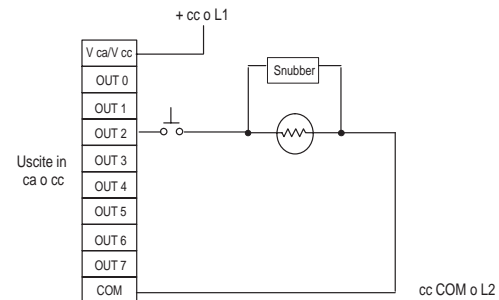 + cc o L1
V ca/V cc
OUT 0
OUT 1
OUT 2
OUT 3
OUT 4
OUT 5
OUT 6
OUT 7
COM
Snubber
Uscite in
ca o cc
cc COM o L2